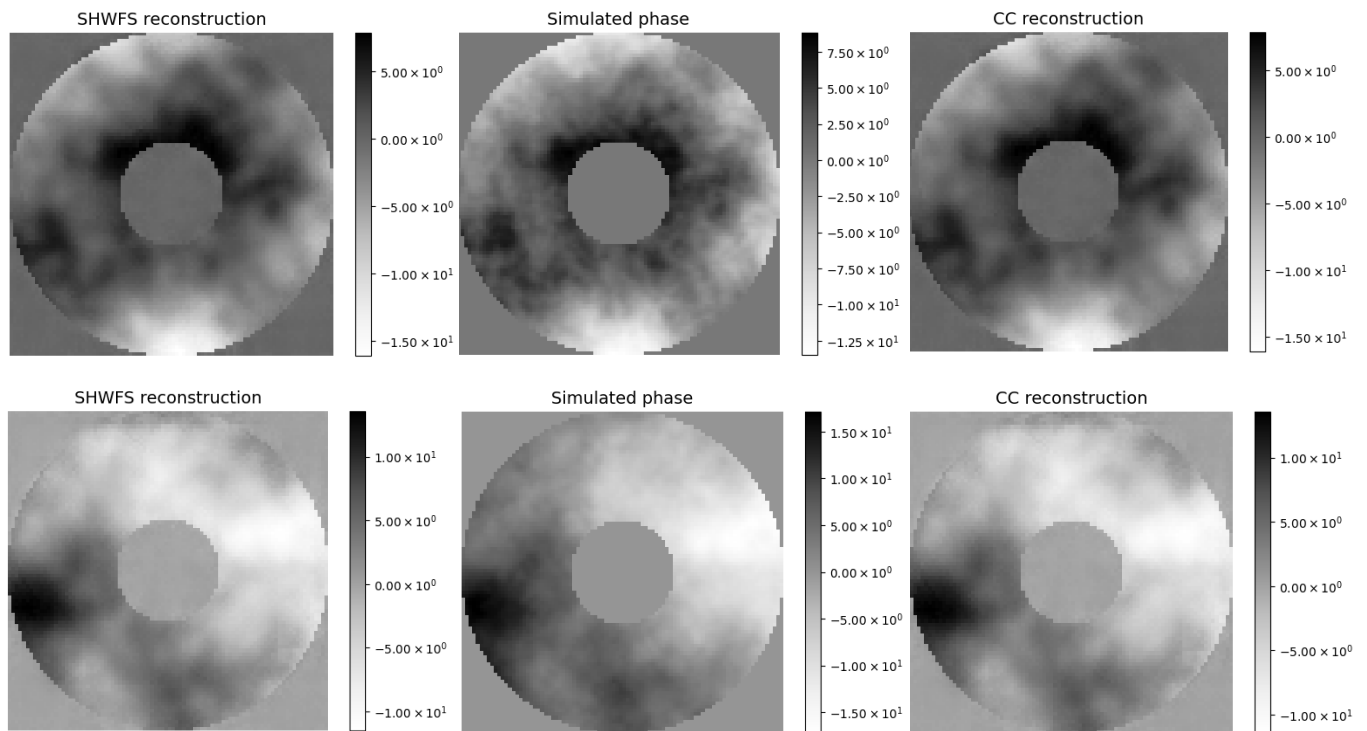 SHWFS reconstruction
Simulated phase
CC reconstruction
5.00 × 10⁰
0.00 × 10⁰
−5.00 × 10⁰
−1.00 × 10¹
−1.50 × 10¹
7.50 × 10⁰
5.00 × 10⁰
2.50 × 10⁰
0.00 × 10⁰
−2.50 × 10⁰
−5.00 × 10⁰
−7.50 × 10⁰
−1.00 × 10¹
−1.25 × 10¹
5.00 × 10⁰
0.00 × 10⁰
−5.00 × 10⁰
−1.00 × 10¹
−1.50 × 10¹
SHWFS reconstruction
Simulated phase
CC reconstruction
1.00 × 10¹
5.00 × 10⁰
0.00 × 10⁰
−5.00 × 10⁰
−1.00 × 10¹
1.50 × 10¹
1.00 × 10¹
5.00 × 10⁰
0.00 × 10⁰
−5.00 × 10⁰
−1.00 × 10¹
−1.50 × 10¹
1.00 × 10¹
5.00 × 10⁰
0.00 × 10⁰
−5.00 × 10⁰
−1.00 × 10¹